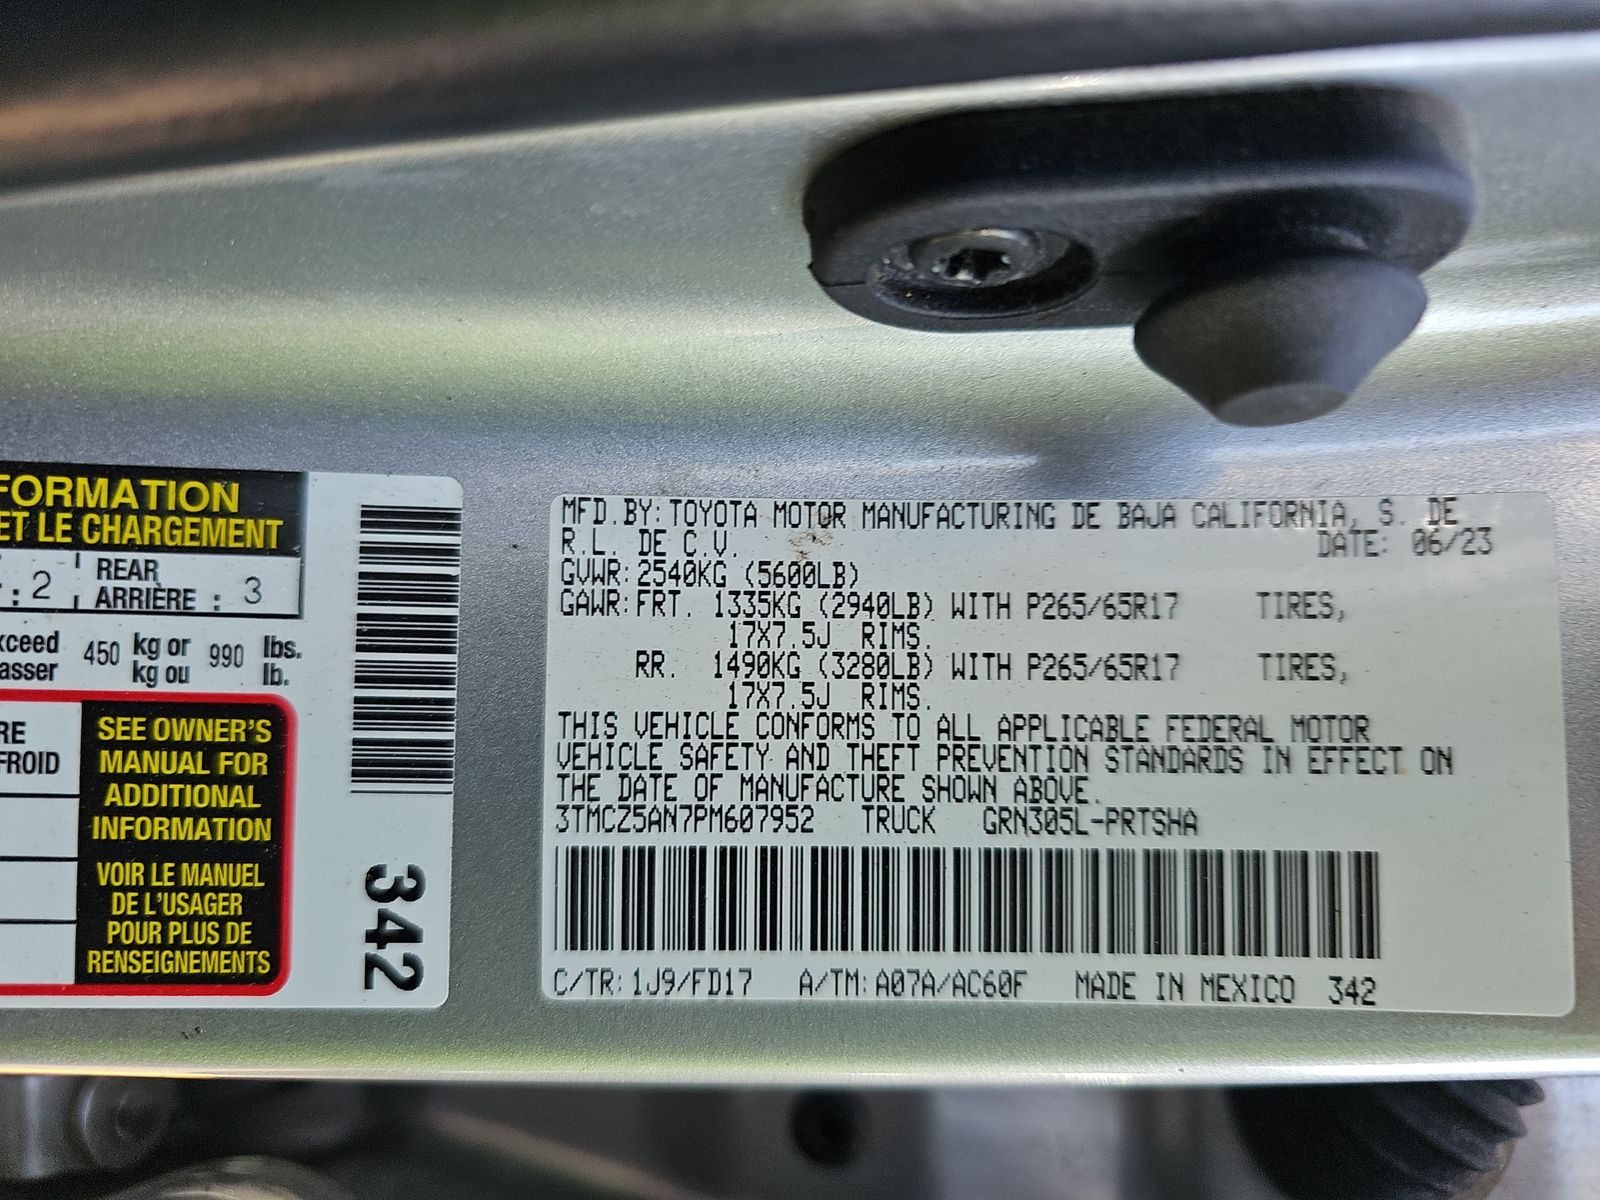 FORMATION
ET LE CHARGEMENT
: 2 REAR
ARRIÈRE : 3
xceed 450 kg or 990 lbs.
asser kg ou lb.
RE
FROID
SEE OWNER'S
MANUAL FOR
ADDITIONAL
INFORMATION
VOIR LE MANUEL
DE L'USAGER
POUR PLUS DE
RENSEIGNEMENTS
342
MFD.BY:TOYOTA MOTOR MANUFACTURING DE BAJA CALIFORNIA, S. DE
R.L. DE C.V. DATE: 06/23
GVWR:2540KG (5600LB)
GAWR:FRT. 1335KG (2940LB) WITH P265/65R17 TIRES,
17X7.5J RIMS.
RR. 1490KG (3280LB) WITH P265/65R17 TIRES,
17X7.5J RIMS.
THIS VEHICLE CONFORMS TO ALL APPLICABLE FEDERAL MOTOR
VEHICLE SAFETY AND THEFT PREVENTION STANDARDS IN EFFECT ON
THE DATE OF MANUFACTURE SHOWN ABOVE.
3TMCZ5AN7PM607952 TRUCK GRN305L-PRTSHA
C/TR:1J9/FD17 A/TM:A07A/AC60F MADE IN MEXICO 342